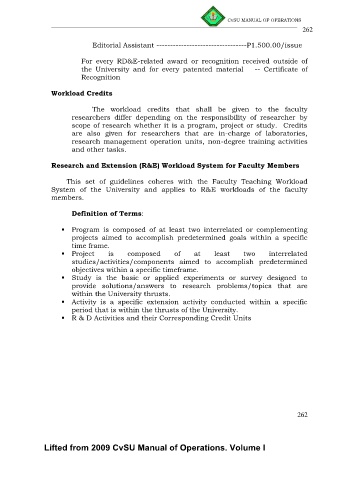 CvSU MANUAL OF OPERATIONS
262
Editorial Assistant ---------------------------------P1.500.00/issue
For every RD&E-related award or recognition received outside of
the University and for every patented material -- Certificate of
Recognition
Workload Credits
The workload credits that shall be given to the faculty
researchers differ depending on the responsibility of researcher by
scope of research whether it is a program, project or study. Credits
are also given for researchers that are in-charge of laboratories,
research management operation units, non-degree training activities
and other tasks.
Research and Extension (R&E) Workload System for Faculty Members
This set of guidelines coheres with the Faculty Teaching Workload
System of the University and applies to R&E workloads of the faculty
members.
Definition of Terms:
• Program is composed of at least two interrelated or complementing
projects aimed to accomplish predetermined goals within a specific
time frame.
• Project is composed of at least two interrelated
studies/activities/components aimed to accomplish predetermined
objectives within a specific timeframe.
• Study is the basic or applied experiments or survey designed to
provide solutions/answers to research problems/topics that are
within the University thrusts.
• Activity is a specific extension activity conducted within a specific
period that is within the thrusts of the University.
• R & D Activities and their Corresponding Credit Units
262
Lifted from 2009 CvSU Manual of Operations. Volume I